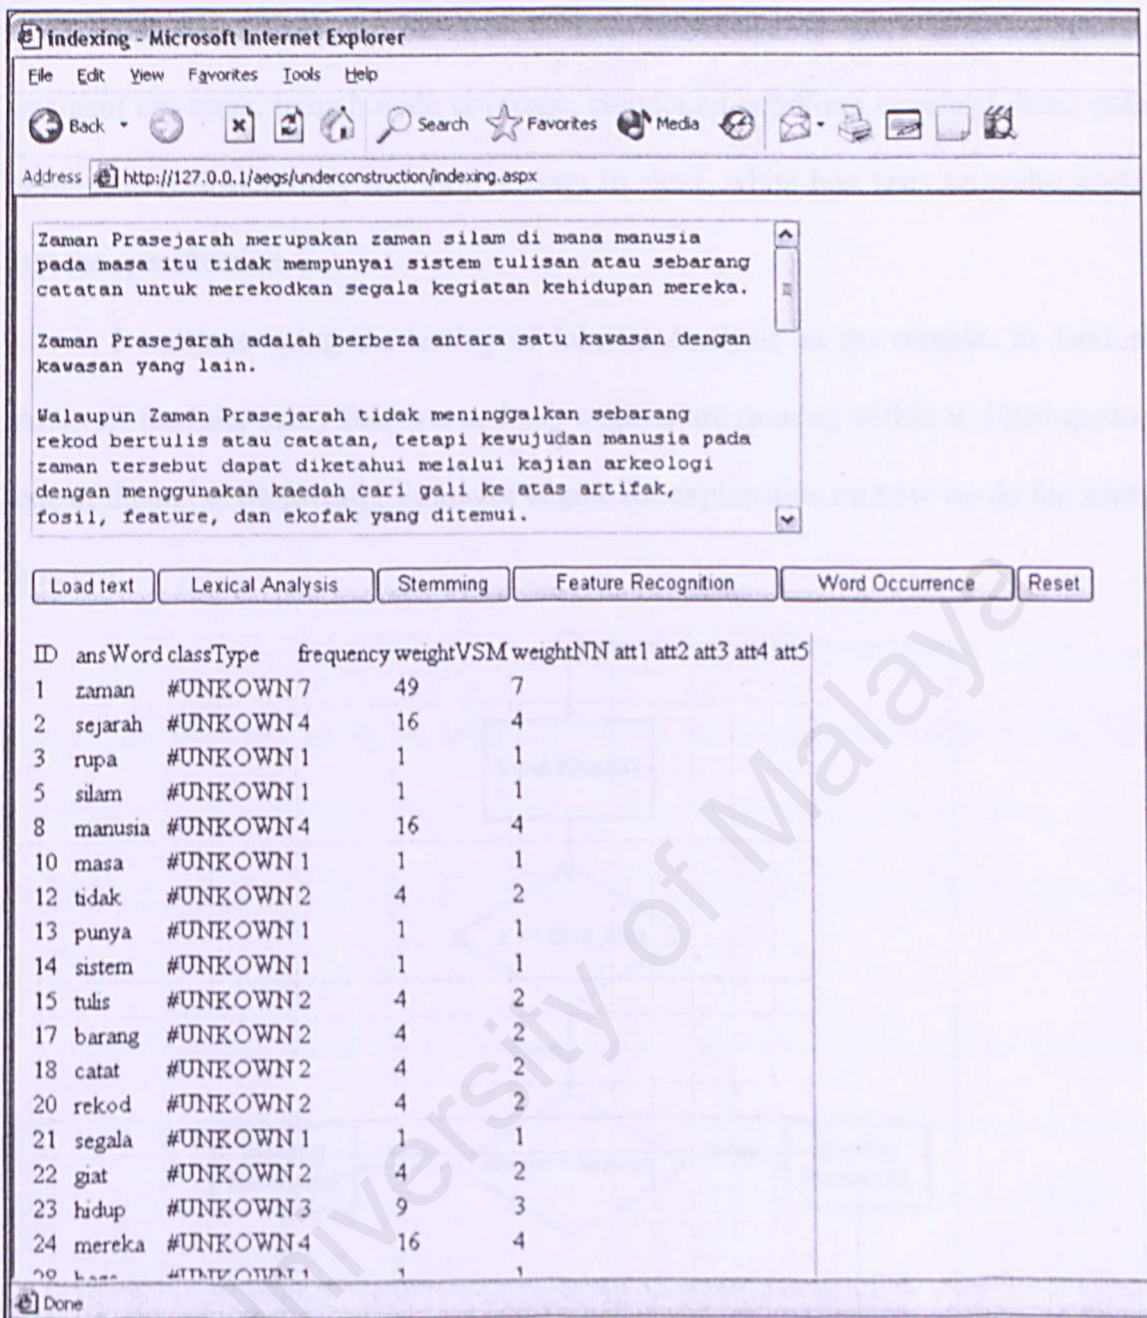 indexing - Microsoft Internet Explorer
File Edit View Favorites Tools Help
Back Search Favorites Media
Address http://127.0.0.1/aegs/underconstruction/indexing.aspx
Zaman Prasejarah merupakan zaman silam di mana manusia
pada masa itu tidak mempunyai sistem tulisan atau sebarang
catatan untuk merekodkan segala kegiatan kehidupan mereka.
Zaman Prasejarah adalah berbeza antara satu kawasan dengan
kawasan yang lain.
Walaupun Zaman Prasejarah tidak meninggalkan sebarang
rekod bertulis atau catatan, tetapi kewujudan manusia pada
zaman tersebut dapat diketahui melalui kajian arkeologi
dengan menggunakan kaedah cari gali ke atas artifak,
fosil, feature, dan ekofak yang ditemui.
Load text Lexical Analysis Stemming Feature Recognition Word Occurrence Reset
ID ansWord classType frequency weightVSM weightNN att1 att2 att3 att4 att5
1 zaman #UNKOWN 7 49 7
2 sejarah #UNKOWN 4 16 4
3 rupa #UNKOWN 1 1 1
5 silam #UNKOWN 1 1 1
8 manusia #UNKOWN 4 16 4
10 masa #UNKOWN 1 1 1
12 tidak #UNKOWN 2 4 2
13 punya #UNKOWN 1 1 1
14 sistem #UNKOWN 1 1 1
15 tulis #UNKOWN 2 4 2
17 barang #UNKOWN 2 4 2
18 catat #UNKOWN 2 4 2
20 rekod #UNKOWN 2 4 2
21 segala #UNKOWN 1 1 1
22 giat #UNKOWN 2 4 2
23 hidup #UNKOWN 9 3
24 mereka #UNKOWN 4 16 4
Done
University of Malaya